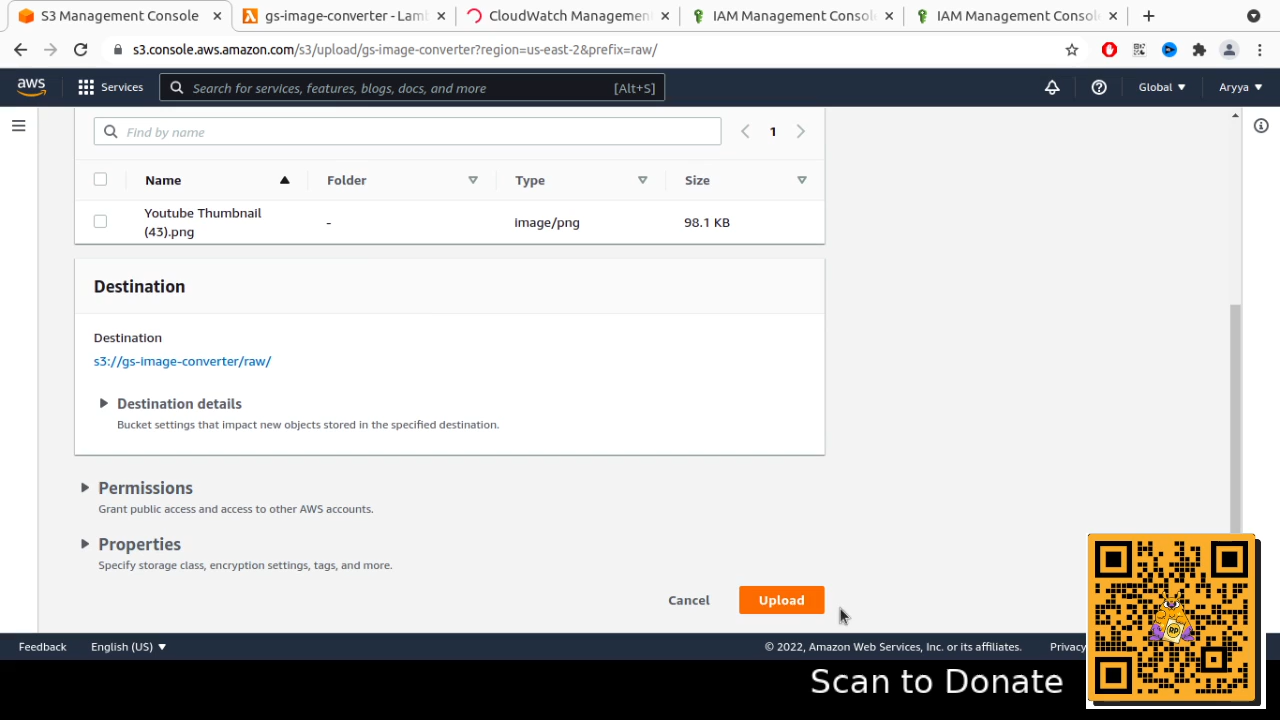 S3 Management Console
gs-image-converter - Lam
CloudWatch Management
IAM Management Consol
IAM Management Consol
s3.console.aws.amazon.com/s3/upload/gs-image-converter?region=us-east-2&prefix=raw/
aws
Services
Search for services, features, blogs, docs, and more
[Alt+S]
Global
Aryya
Find by name
1
Name
Folder
Type
Size
Youtube Thumbnail
(43).png
-
image/png
98.1 KB
Destination
Destination
s3://gs-image-converter/raw/
Destination details
Bucket settings that impact new objects stored in the specified destination.
Permissions
Grant public access and access to other AWS accounts.
Properties
Specify storage class, encryption settings, tags, and more.
Cancel
Upload
RP
Feedback
English (US)
© 2022, Amazon Web Services, Inc. or its affiliates.
Privacy
Scan to Donate